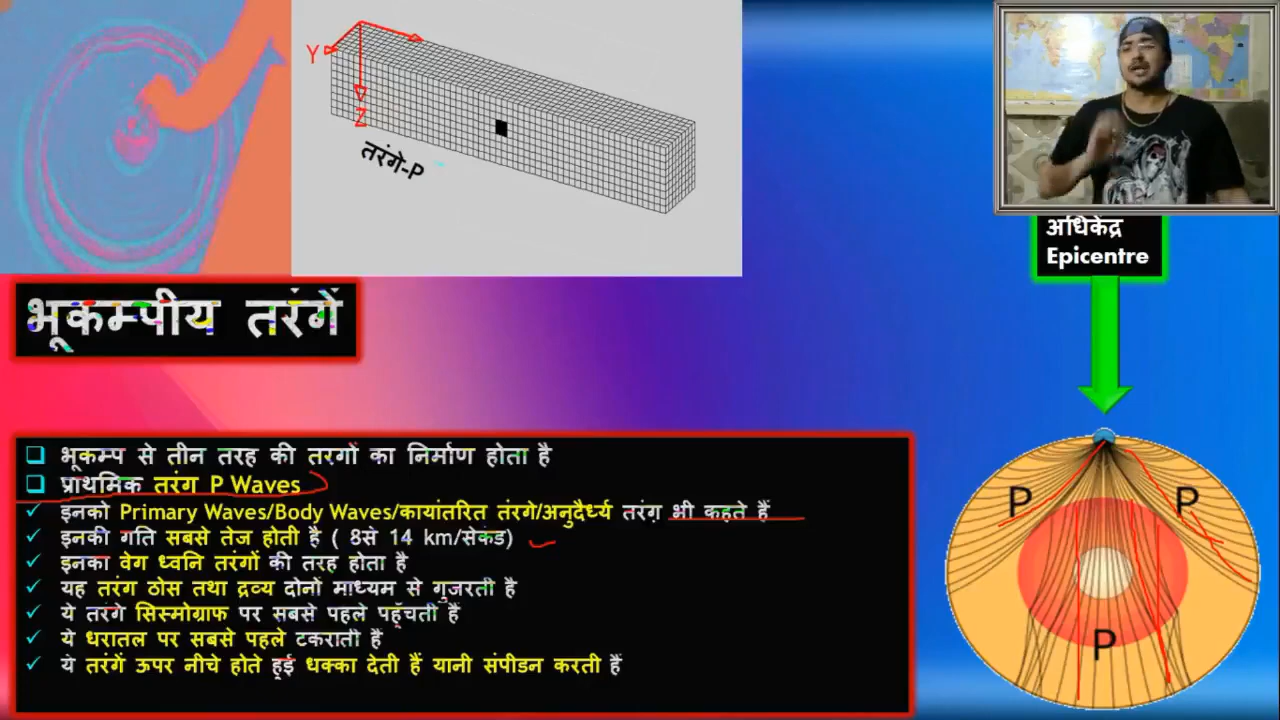 Y
Z
तरंगे-P
अधिकेंद्र
Epicentre
भूकम्पीय तरंगें
भूकम्प से तीन तरह की तरगों का निर्माण होता है
प्राथमिक तरंग P Waves
इनको Primary Waves/Body Waves/कायांतरित तंरगे/अनुदैर्ध्य तरंग़ भी कहते हैं
इनकी गति सबसे तेज होती है ( 8से 14 km/सेकंड)
इनका वेग ध्वनि तरंगों की तरह होता है
यह तरंग ठोस तथा द्रव्य दोनों माध्यम से गुजरती है
ये तरंगे सिस्मोग्राफ पर सबसे पहले पहुँचती हैं
ये धरातल पर सबसे पहले टकराती हैं
ये तरंगें ऊपर नीचे होते हूई धक्का देती हैं यानी संपीडन करती हैं
P
P
P